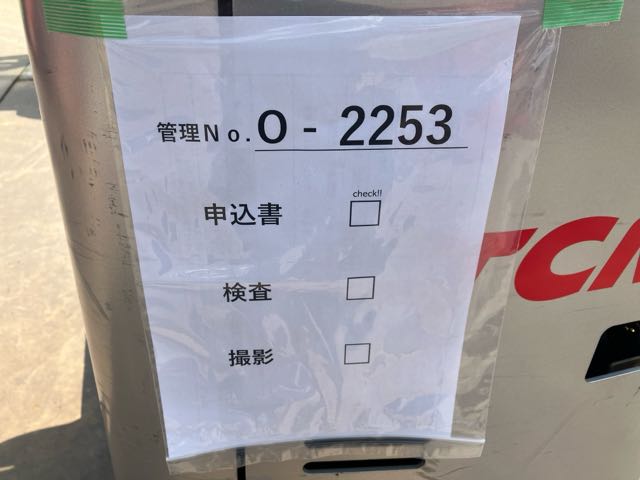 管理No. O - 2253
check!!
申込書 □
検査 □
撮影 □
TCM